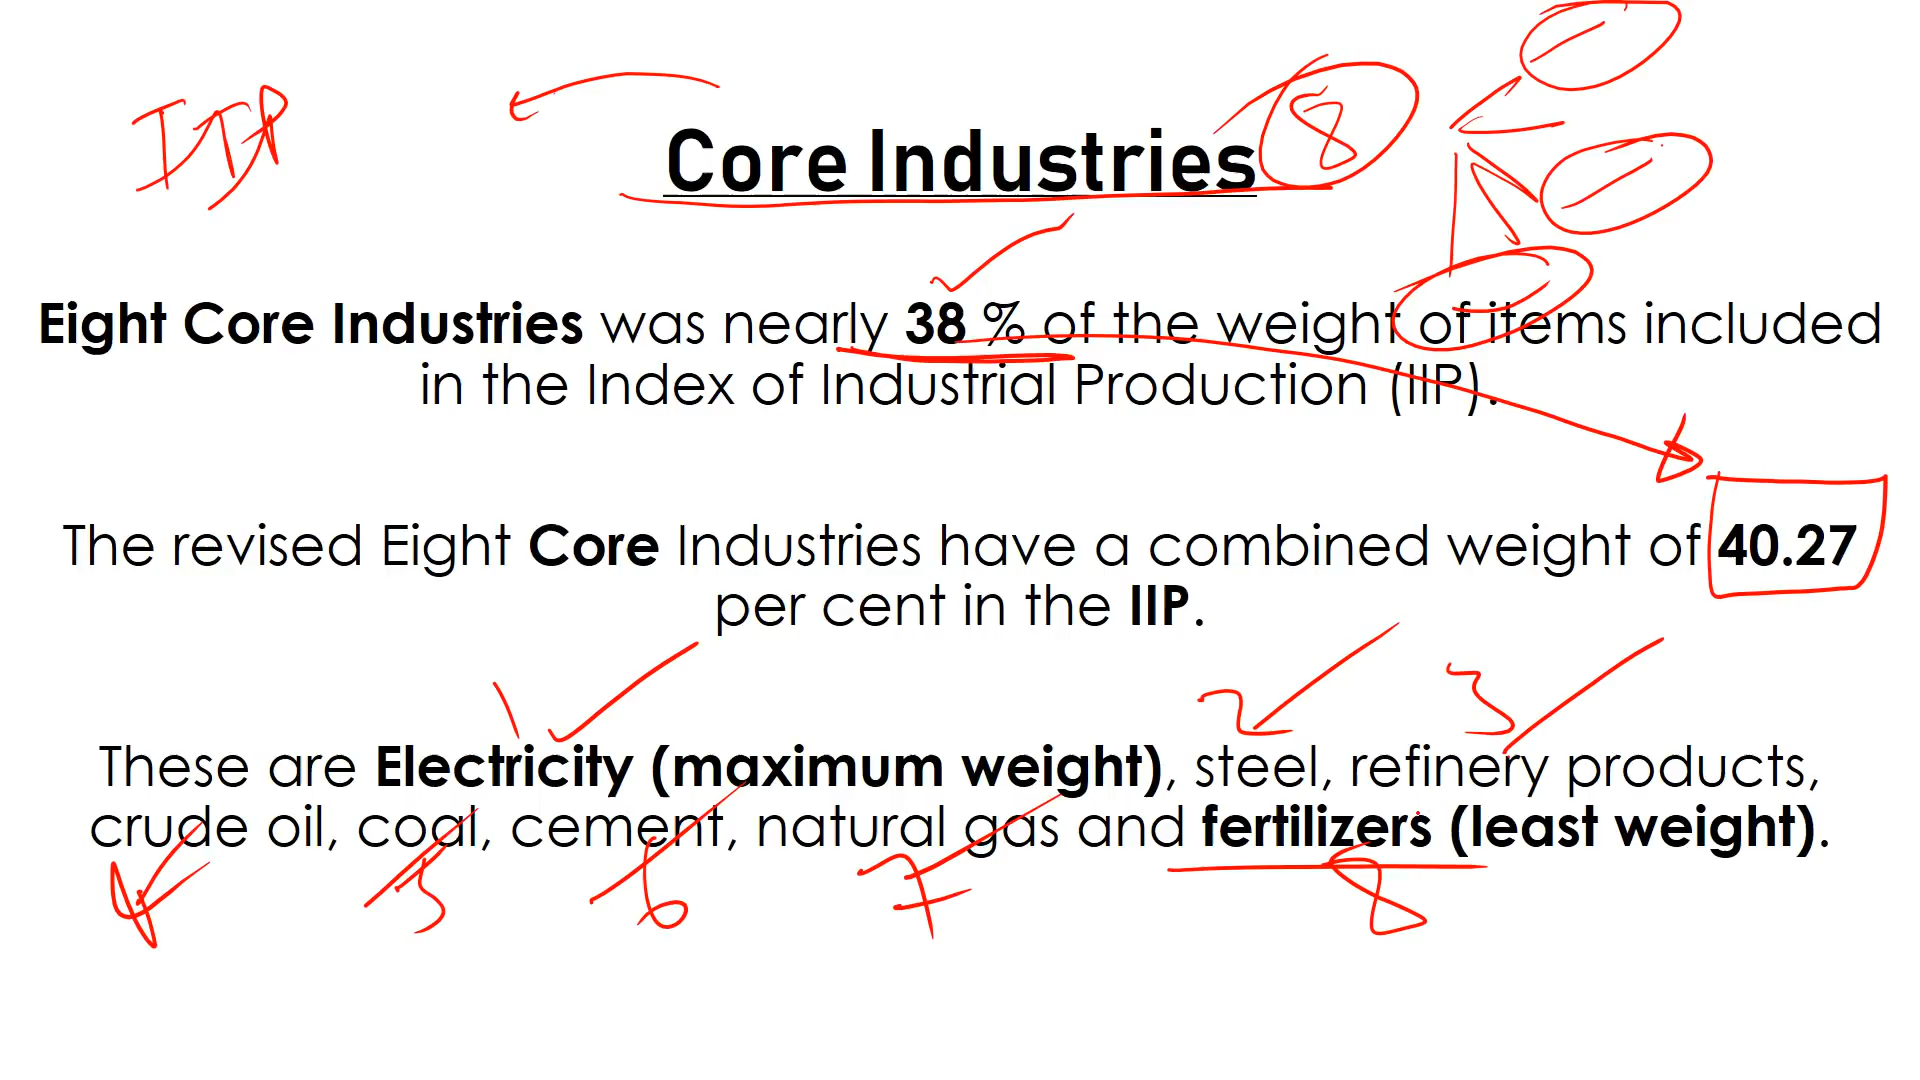 IIP
Core Industries 8
Eight Core Industries was nearly 38 % of the weight of items included
in the Index of Industrial Production (IIP).
The revised Eight Core Industries have a combined weight of 40.27
per cent in the IIP.
1 2 3
These are Electricity (maximum weight), steel, refinery products,
crude oil, coal, cement, natural gas and fertilizers (least weight).
4 5 6 7 8